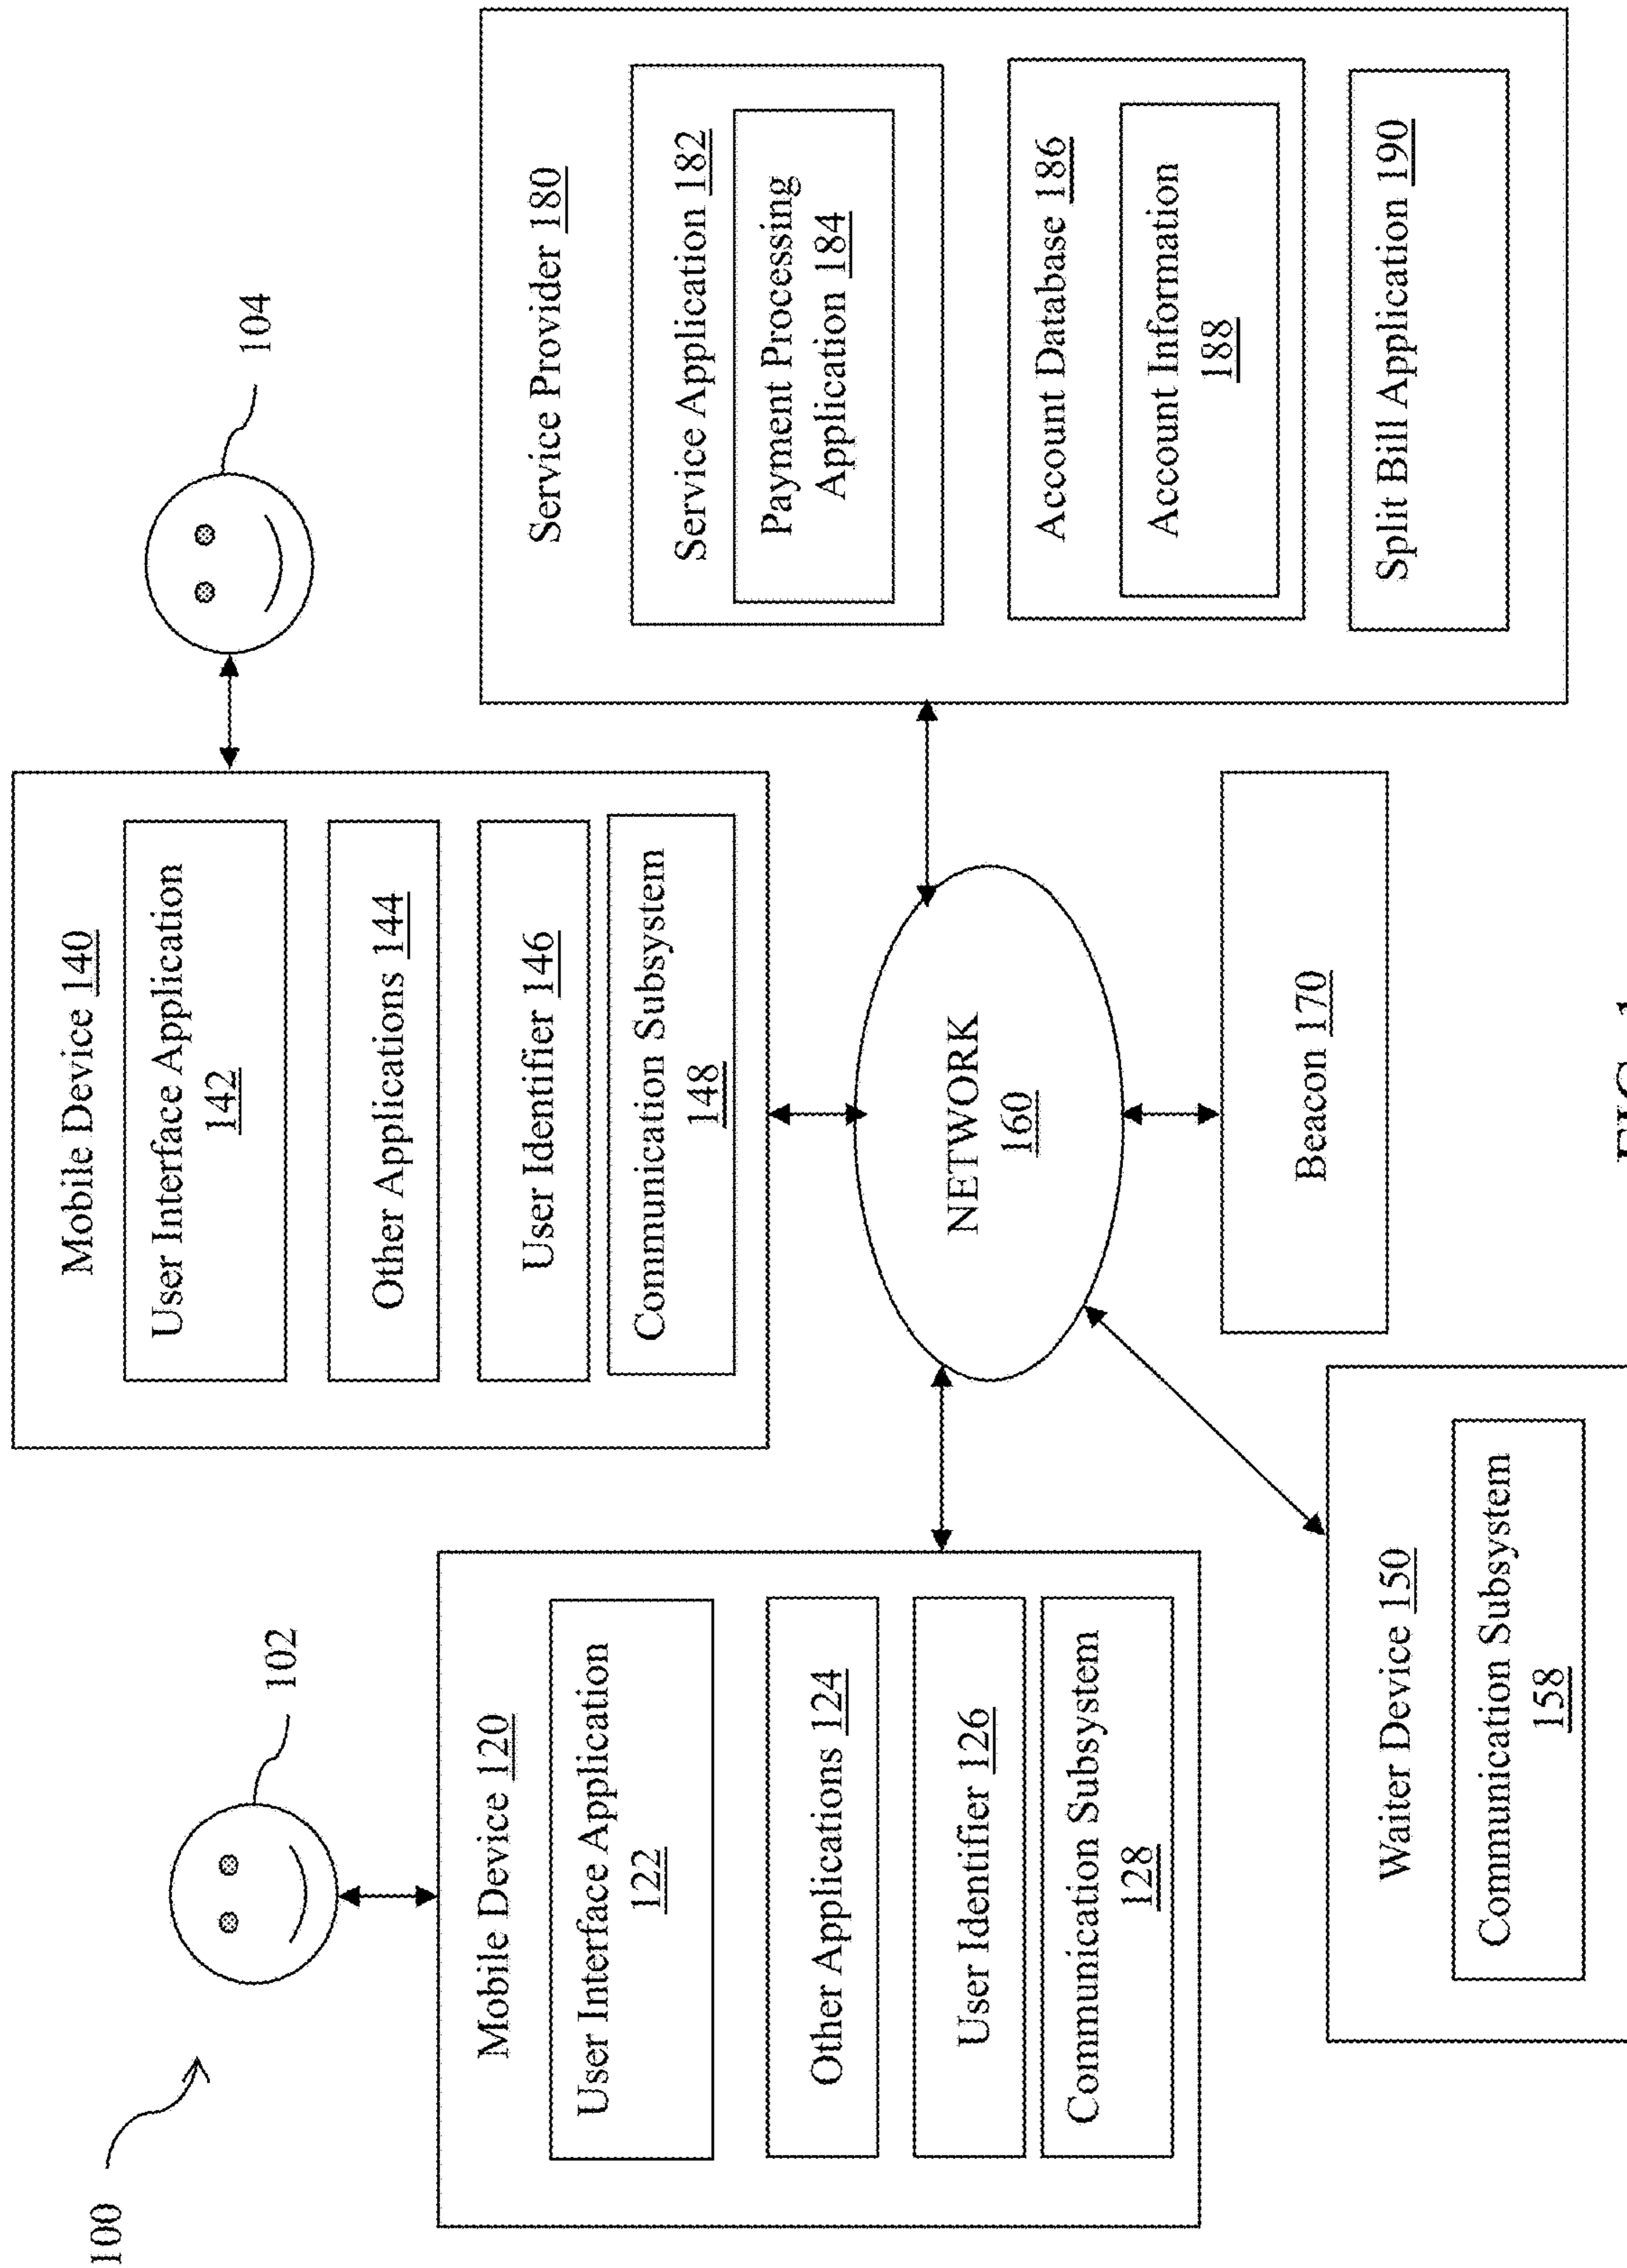 100
102
104
Mobile Device 120
User Interface Application
122
Other Applications 124
User Identifier 126
Communication Subsystem
128
Mobile Device 140
User Interface Application
142
Other Applications 144
User Identifier 146
Communication Subsystem
148
Waiter Device 150
Communication Subsystem
158
NETWORK
160
Beacon 170
Service Provider 180
Service Application 182
Payment Processing
Application 184
Account Database 186
Account Information
188
Split Bill Application 190
FIG. 1